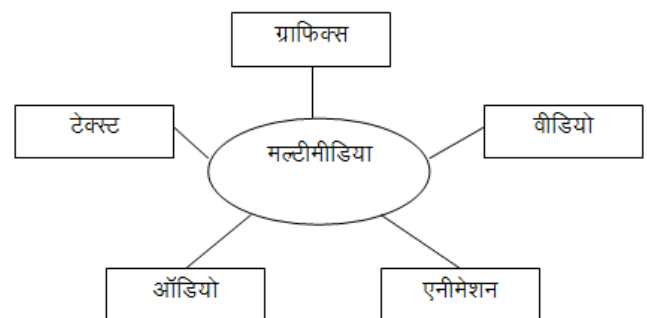 ग्राफिक्स
टेक्स्ट
वीडियो
मल्टीमीडिया
ऑडियो
एनीमेशन